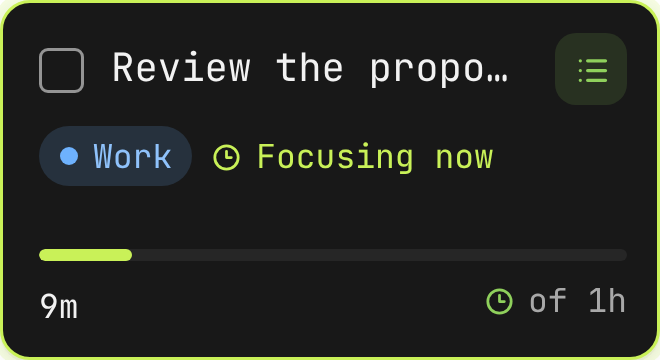 Review the propo…
Work
Focusing now
9m
of 1h